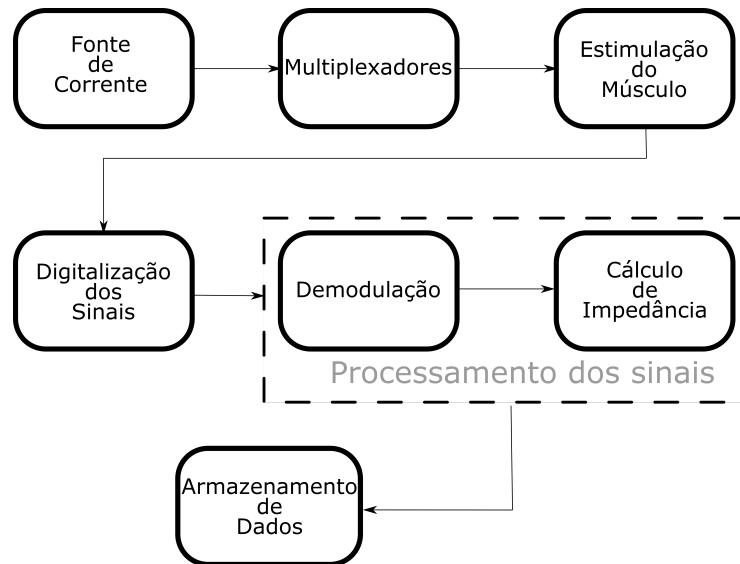 Fonte
de
Corrente
Multiplexadores
Estimulação
do
Músculo
Digitalização
dos
Sinais
Demodulação
Cálculo
de
Impedância
Processamento dos sinais
Armazenamento
de
Dados